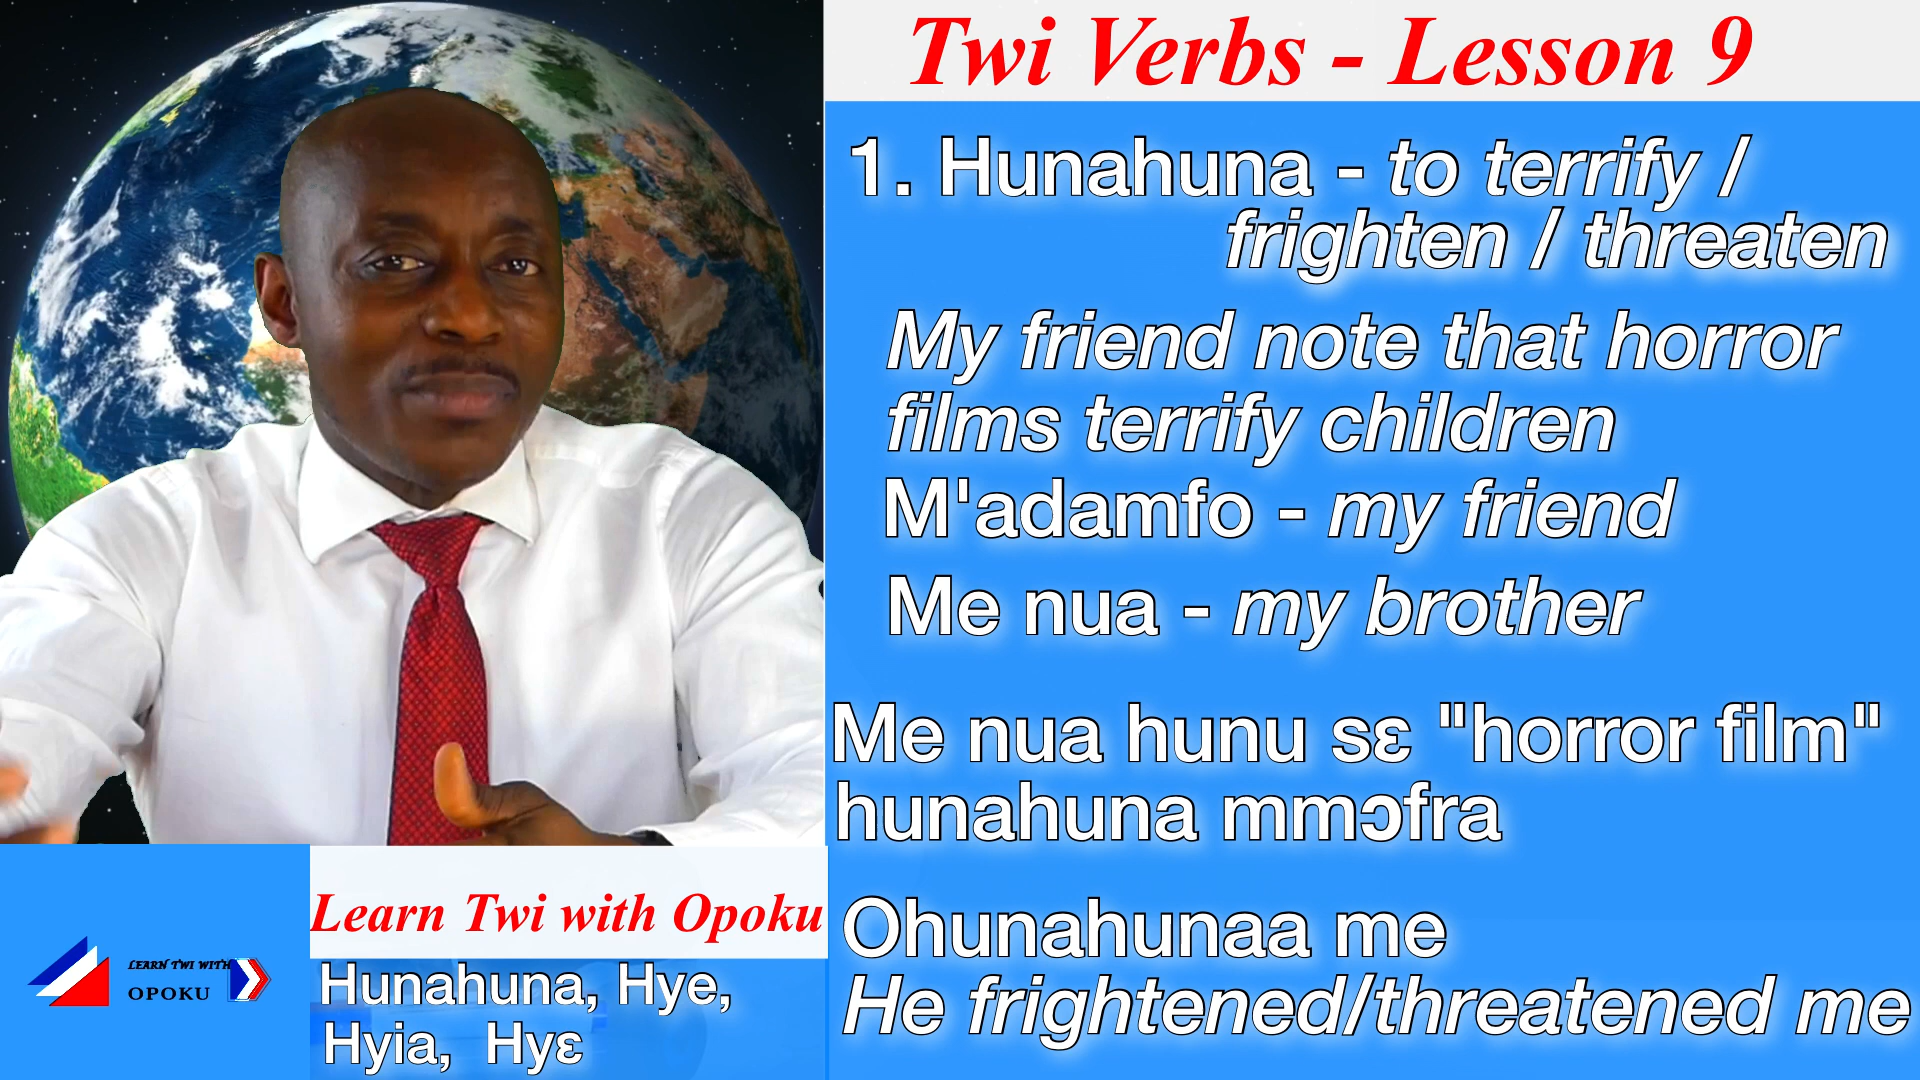 Twi Verbs - Lesson 9
1. Hunahuna - to terrify /
frighten / threaten
My friend note that horror
films terrify children
M'adamfo - my friend
Me nua - my brother
Me nua hunu sɛ "horror film"
hunahuna mmɔfra
Ohunahunaa me
He frightened/threatened me
Learn Twi with Opoku
LEARN TWI WITH
OPOKU
Hunahuna, Hye,
Hyia, Hyɛ